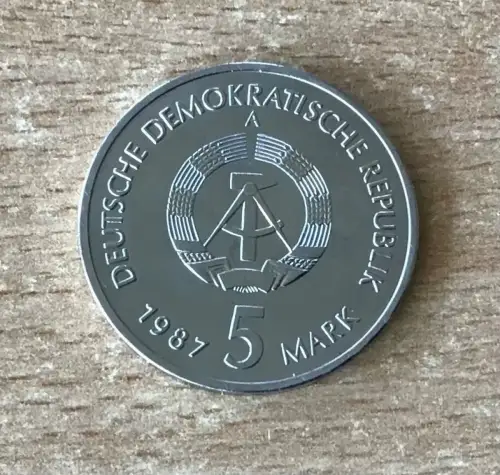 DEUTSCHE DEMOKRATISCHE REPUBLIK
A
1987 5 MARK